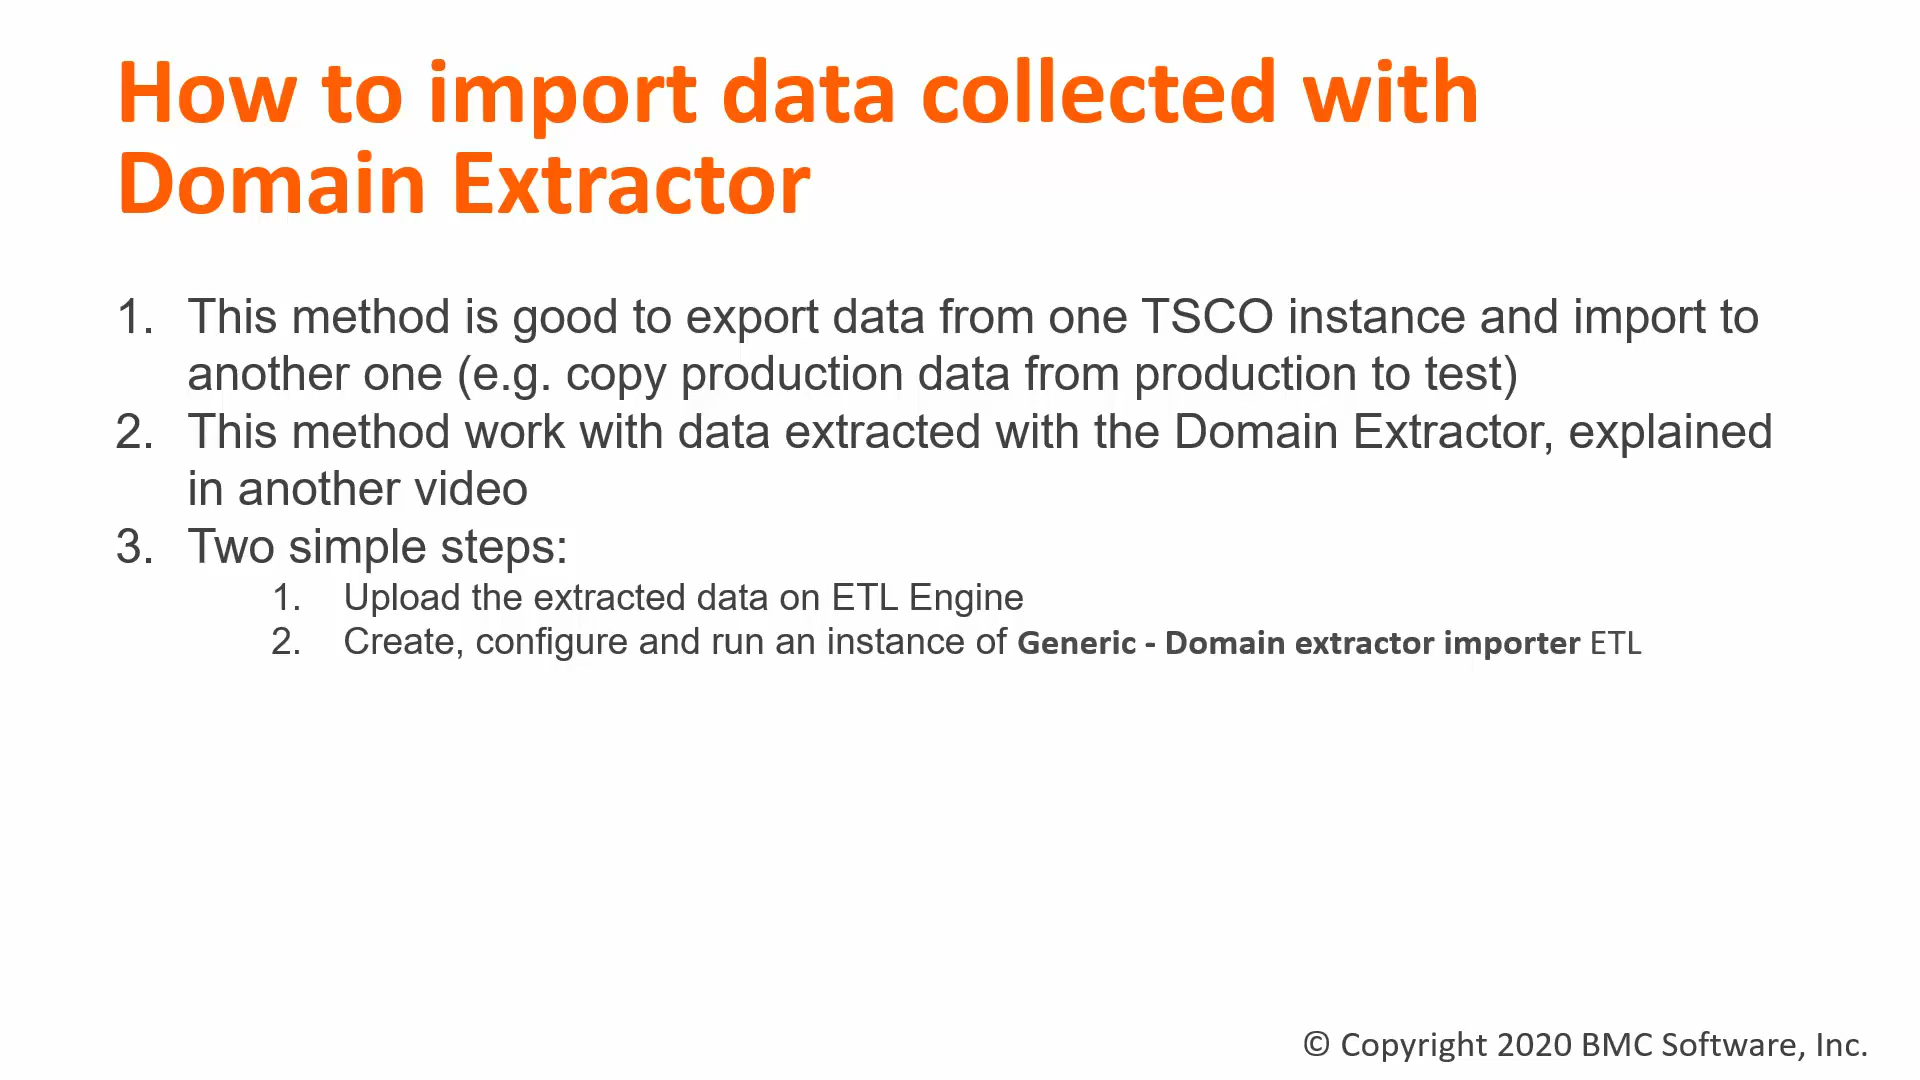 How to import data collected with
Domain Extractor
1. This method is good to export data from one TSCO instance and import to
another one (e.g. copy production data from production to test)
2. This method work with data extracted with the Domain Extractor, explained
in another video
3. Two simple steps:
1. Upload the extracted data on ETL Engine
2. Create, configure and run an instance of Generic - Domain extractor importer ETL
© Copyright 2020 BMC Software, Inc.